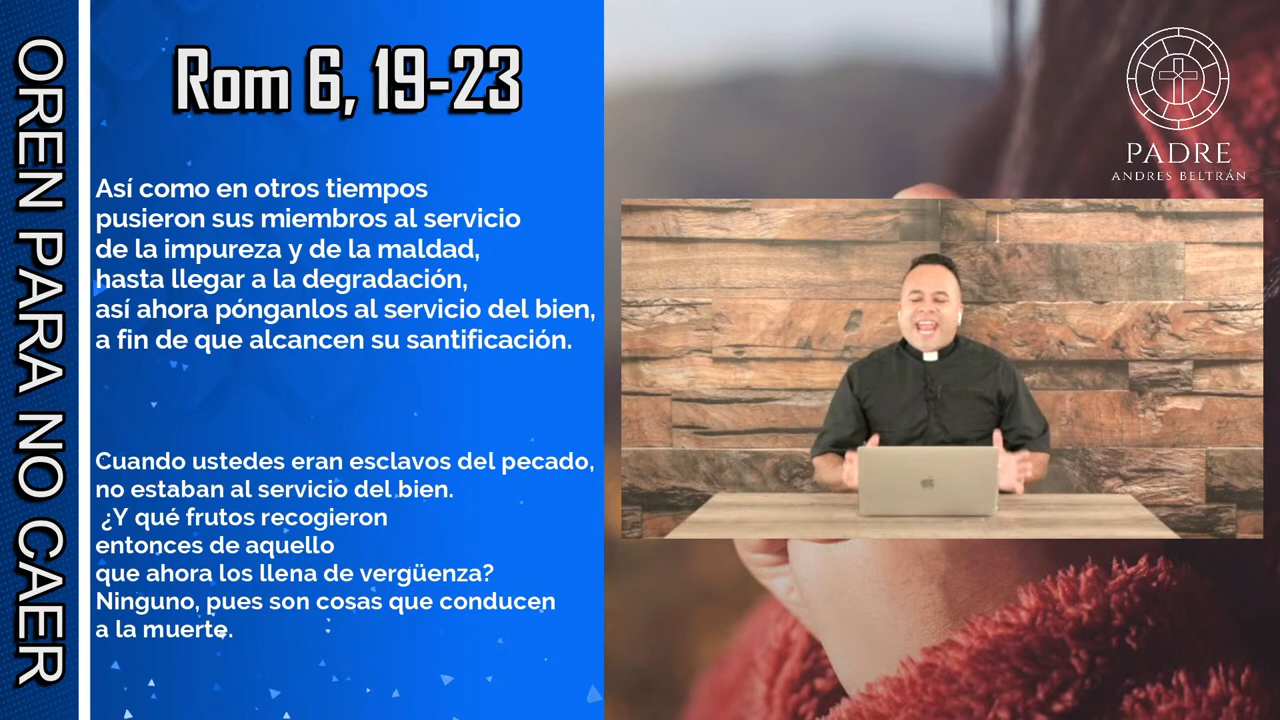 OREN PARA NO CAER
Rom 6, 19-23
Así como en otros tiempos
pusieron sus miembros al servicio
de la impureza y de la maldad,
hasta llegar a la degradación,
así ahora pónganlos al servicio del bien,
a fin de que alcancen su santificación.
Cuando ustedes eran esclavos del pecado,
no estaban al servicio del bien.
¿Y qué frutos recogieron
entonces de aquello
que ahora los llena de vergüenza?
Ninguno, pues son cosas que conducen
a la muerte.
PADRE
ANDRES BELTRÁN